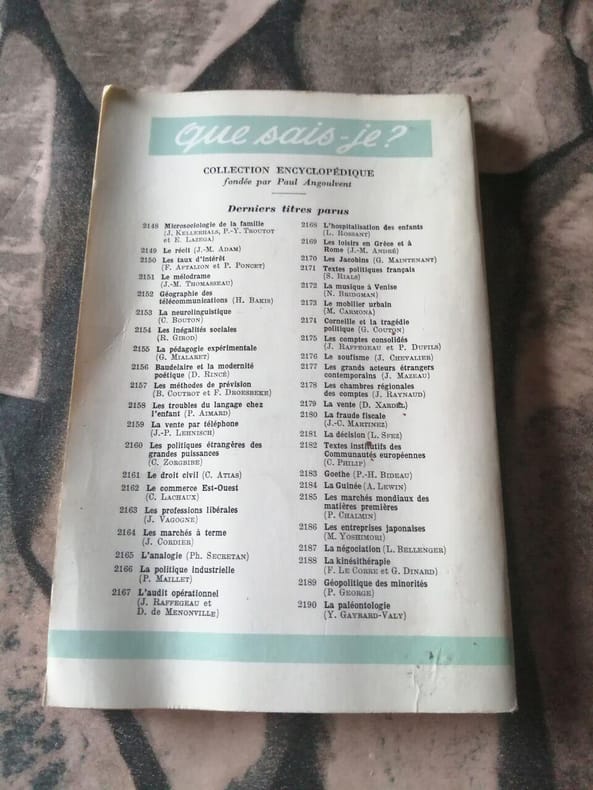 que sais-je?
COLLECTION ENCYCLOPÉDIQUE
fondée par Paul Angoulvent
Derniers titres parus
2148 Microsociologie de la famille
(J. KELLERHALS, P.-Y. TROUTOT
et E. LAZEGA)
2149 Le récit (J.-M. ADAM)
2150 Les taux d'intérêt
(F. AFTALION et P. PONCET)
2151 Le mélodrame
(J.-M. THOMASSEAU)
2152 Géographie des
télécommunications (H. BAKIS)
2153 La neurolinguistique
(C. BOUTON)
2154 Les inégalités sociales
(R. GIROD)
2155 La pédagogie expérimentale
(G. MIALARET)
2156 Baudelaire et la modernité
poétique (D. RINCÉ)
2157 Les méthodes de prévision
(B. COUTROT et F. DROESBEKE)
2158 Les troubles du langage chez
l'enfant (P. AIMARD)
2159 La vente par téléphone
(J.-P. LEHNISCH)
2160 Les politiques étrangères des
grandes puissances
(C. ZORGBIBE)
2161 Le droit civil (C. ATIAS)
2162 Le commerce Est-Ouest
(C. LACHAUX)
2163 Les professions libérales
(J. VAGOGNE)
2164 Les marchés à terme
(J. CORDIER)
2165 L'analogie (Ph. SECRETAN)
2166 La politique industrielle
(P. MAILLET)
2167 L'audit opérationnel
(J. RAFFEGEAU et
D. de MENONVILLE)
2168 L'hospitalisation des enfants
(L. ROSSANT)
2169 Les loisirs en Grèce et à
Rome (J.-M. ANDRÉ)
2170 Les Jacobins (G. MAINTENANT)
2171 Textes politiques français
(S. RIALS)
2172 La musique à Venise
(N. BRIDGMAN)
2173 Le mobilier urbain
(M. CARMONA)
2174 Corneille et la tragédie
politique (G. COUTON)
2175 Les comptes consolidés
(J. RAFFEGEAU et P. DUFILS)
2176 Le soufisme (J. CHEVALIER)
2177 Les grands acteurs étrangers
contemporains (J. MAZEAU)
2178 Les chambres régionales
des comptes (J. RAYNAUD)
2179 La vente (D. XARDEL)
2180 La fraude fiscale
(J.-C. MARTINEZ)
2181 La décision (L. SFEZ)
2182 Textes institutifs des
Communautés européennes
(C. PHILIP)
2183 Goethe (P.-H. BIDEAU)
2184 La Guinée (A. LEWIN)
2185 Les marchés mondiaux des
matières premières
(P. CHALMIN)
2186 Les entreprises japonaises
(M. YOSHIMORI)
2187 La négociation (L. BELLENGER)
2188 La kinésithérapie
(F. LE CORRE et G. DINARD)
2189 Géopolitique des minorités
(P. GEORGE)
2190 La paléontologie
(Y. GAYRARD-VALY)